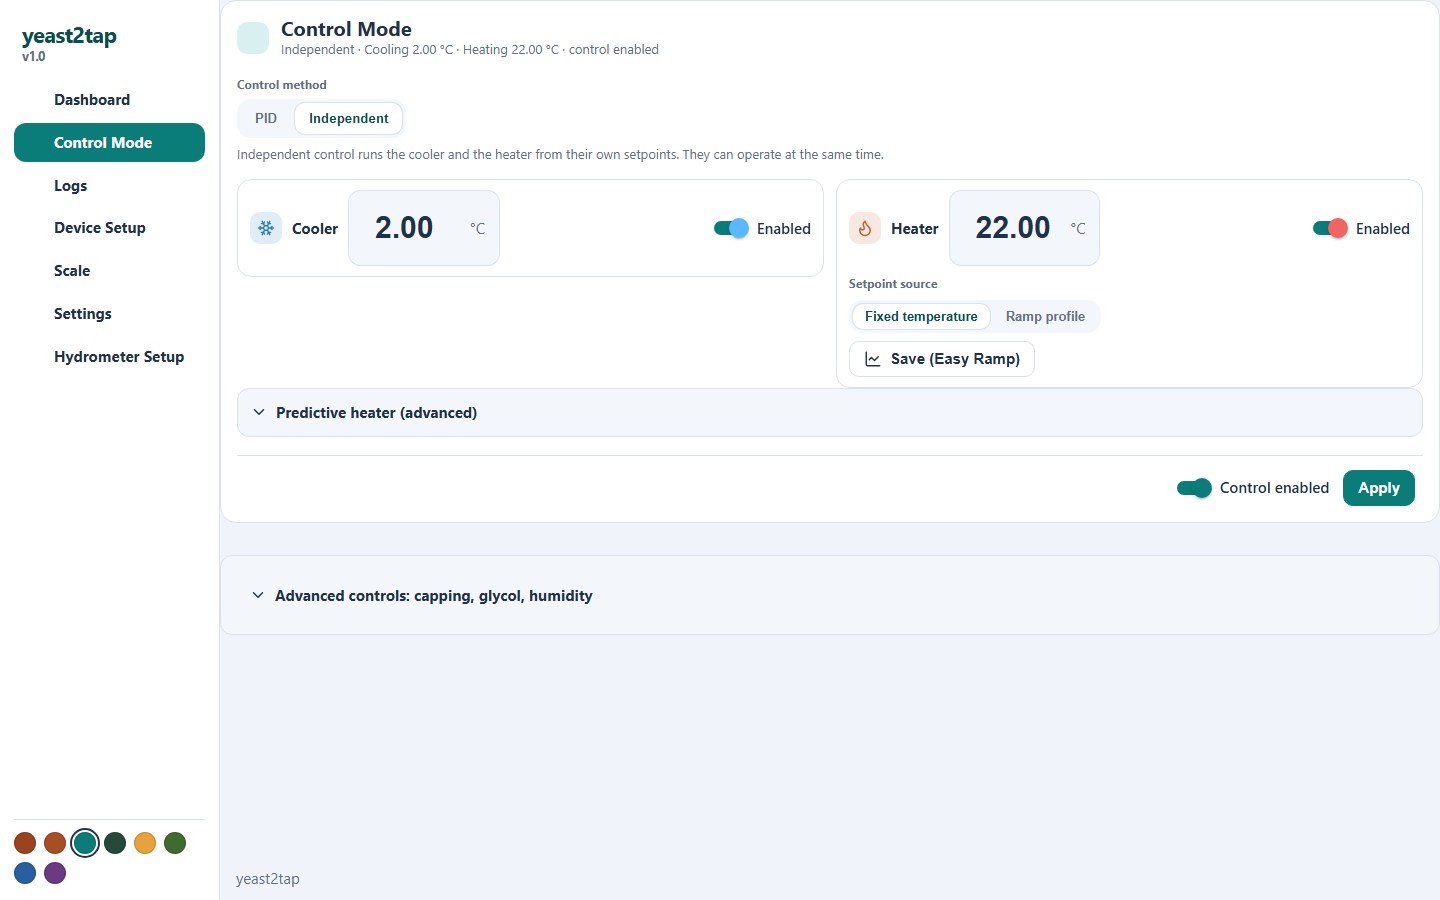 yeast2tap
v1.0
Dashboard
Control Mode
Logs
Device Setup
Scale
Settings
Hydrometer Setup
Control Mode
Independent · Cooling 2.00 °C · Heating 22.00 °C · control enabled
Control method
PID Independent
Independent control runs the cooler and the heater from their own setpoints. They can operate at the same time.
Cooler 2.00 °C Enabled
Heater 22.00 °C Enabled
Setpoint source
Fixed temperature Ramp profile
Save (Easy Ramp)
Predictive heater (advanced)
Control enabled Apply
Advanced controls: capping, glycol, humidity
yeast2tap